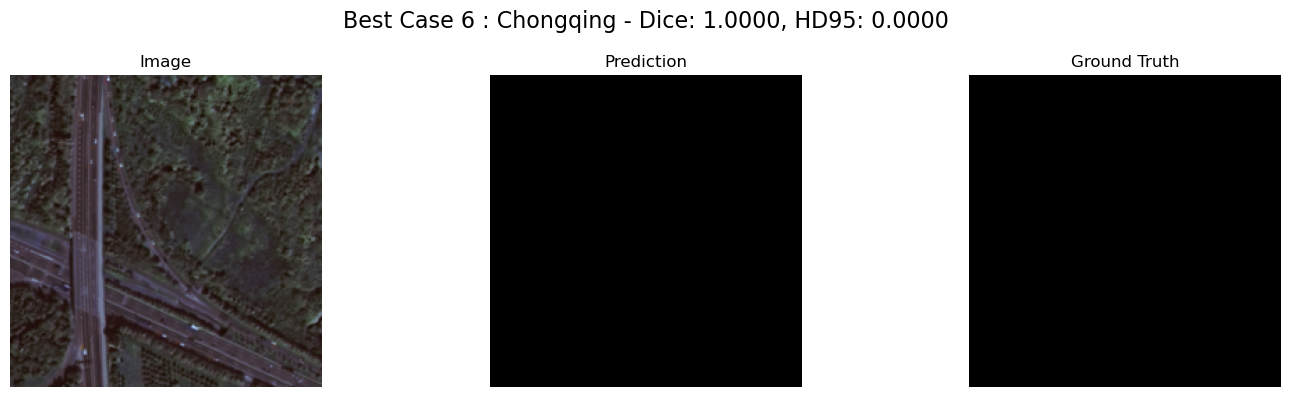 Best Case 6 : Chongqing - Dice: 1.0000, HD95: 0.0000
Image
Prediction
Ground Truth